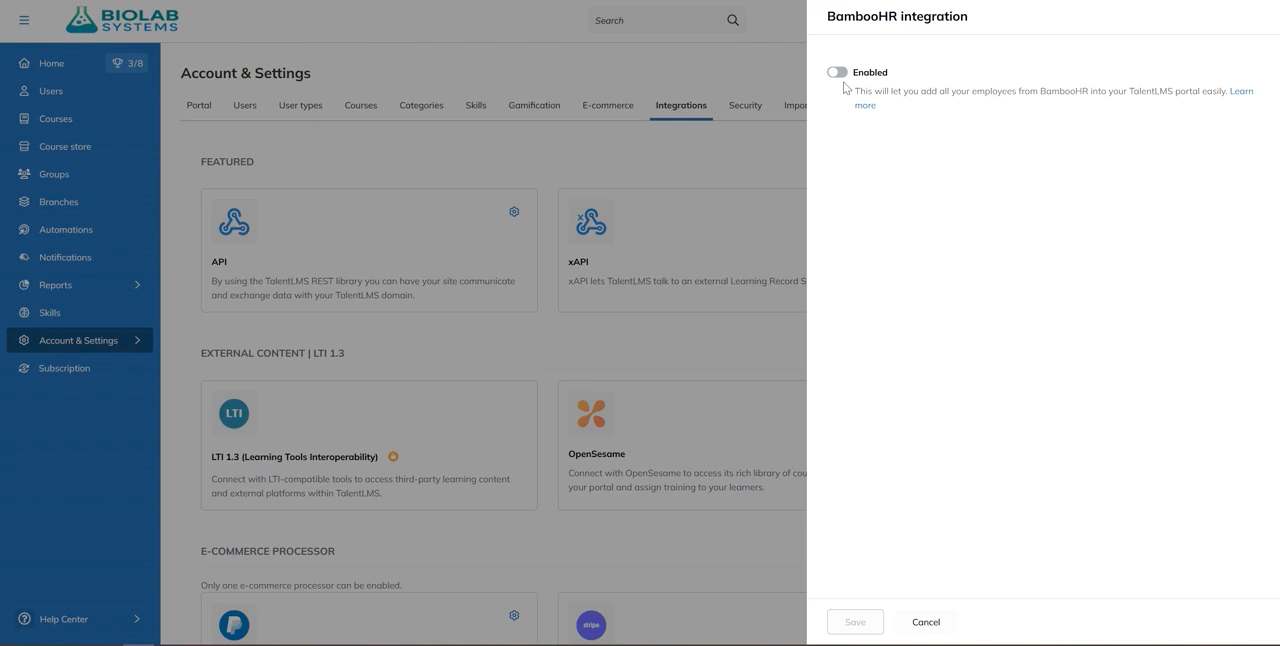 BIOLAB
SYSTEMS
Search
BambooHR integration
Home
3/8
Users
Courses
Course store
Groups
Branches
Automations
Notifications
Reports
Skills
Account & Settings
Subscription
Help Center
Account & Settings
Portal Users User types Courses Categories Skills Gamification E-commerce Integrations Security Impor
FEATURED
API
By using the TalentLMS REST library you can have your site communicate
and exchange data with your TalentLMS domain.
xAPI
xAPI lets TalentLMS talk to an external Learning Record S
EXTERNAL CONTENT | LTI 1.3
LTI
LTI 1.3 (Learning Tools Interoperability)
Connect with LTI-compatible tools to access third-party learning content
and external platforms within TalentLMS.
OpenSesame
Connect with OpenSesame to access its rich library of cou
your portal and assign training to your learners.
E-COMMERCE PROCESSOR
Only one e-commerce processor can be enabled.
stripe
Enabled
This will let you add all your employees from BambooHR into your TalentLMS portal easily. Learn
more
Save Cancel